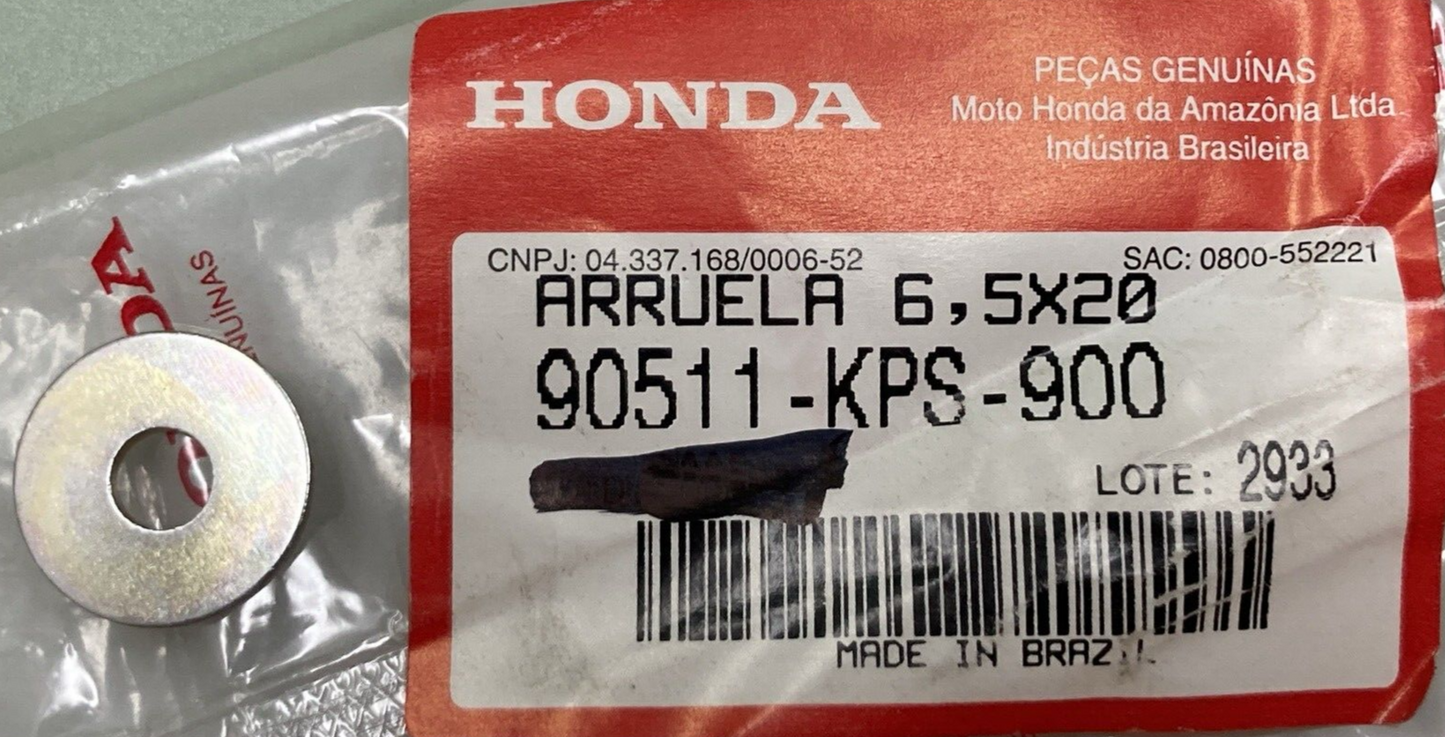 HONDA
PEÇAS GENUÍNAS
Moto Honda da Amazônia Ltda
Indústria Brasileira
CNPJ: 04.337.168/0006-52
SAC: 0800-552221
ARRUELA 6,5X20
90511-KPS-900
LOTE: 2933
MADE IN BRAZIL